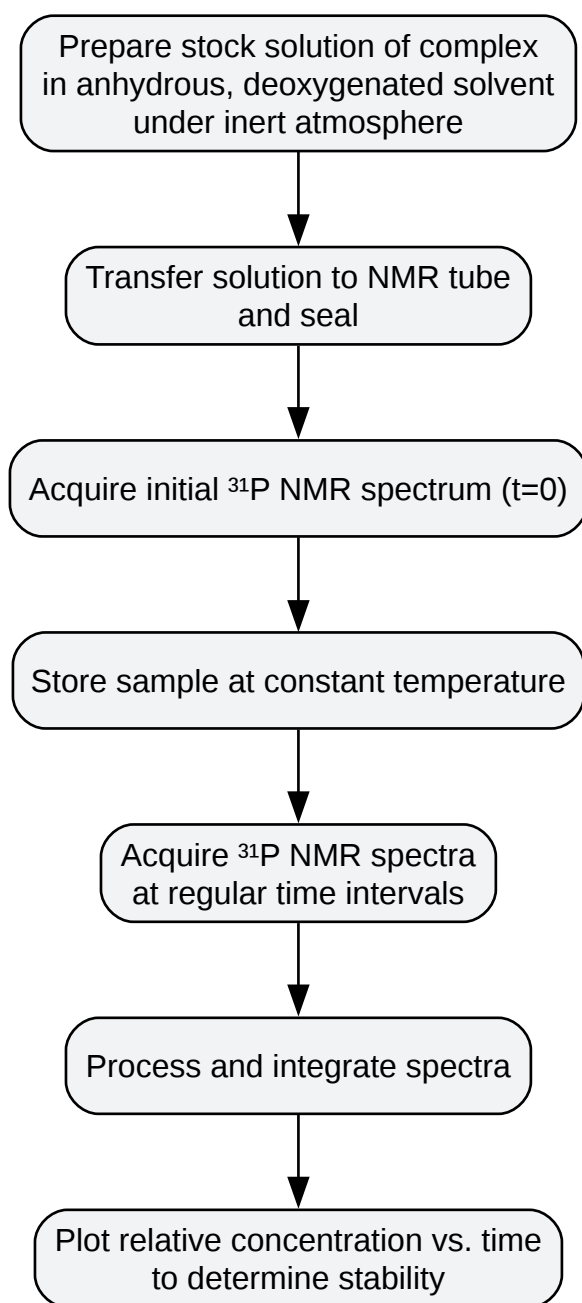 Prepare stock solution of complex
in anhydrous, deoxygenated solvent
under inert atmosphere
Transfer solution to NMR tube
and seal
Acquire initial ³¹P NMR spectrum (t=0)
Store sample at constant temperature
Acquire ³¹P NMR spectra
at regular time intervals
Process and integrate spectra
Plot relative concentration vs. time
to determine stability